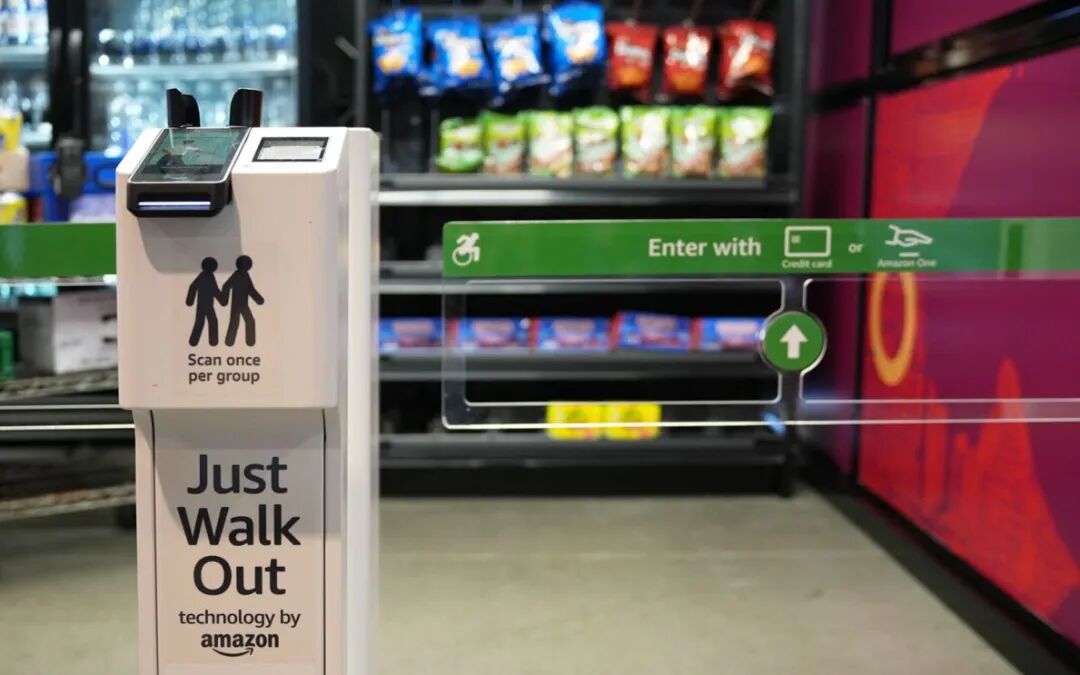 Enter with
Credit card
or
Amazon One
Scan once
per group
Just
Walk
Out
technology by
amazon